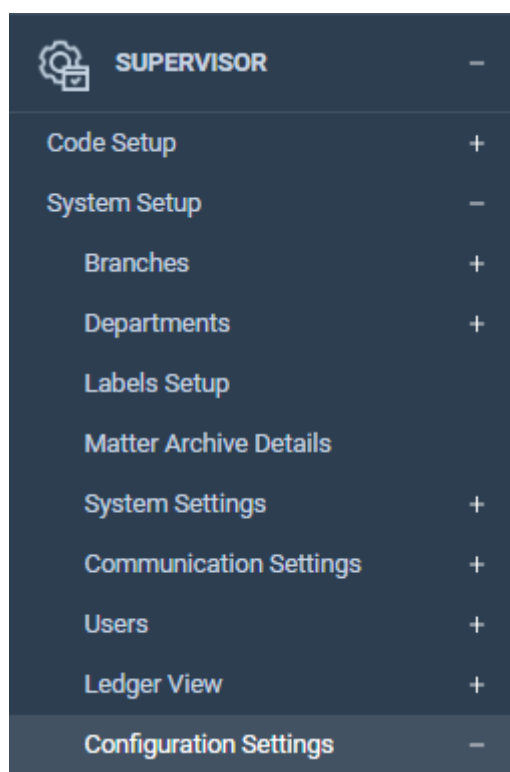 SUPERVISOR –
Code Setup +
System Setup –
Branches +
Departments +
Labels Setup
Matter Archive Details
System Settings +
Communication Settings +
Users +
Ledger View +
Configuration Settings –